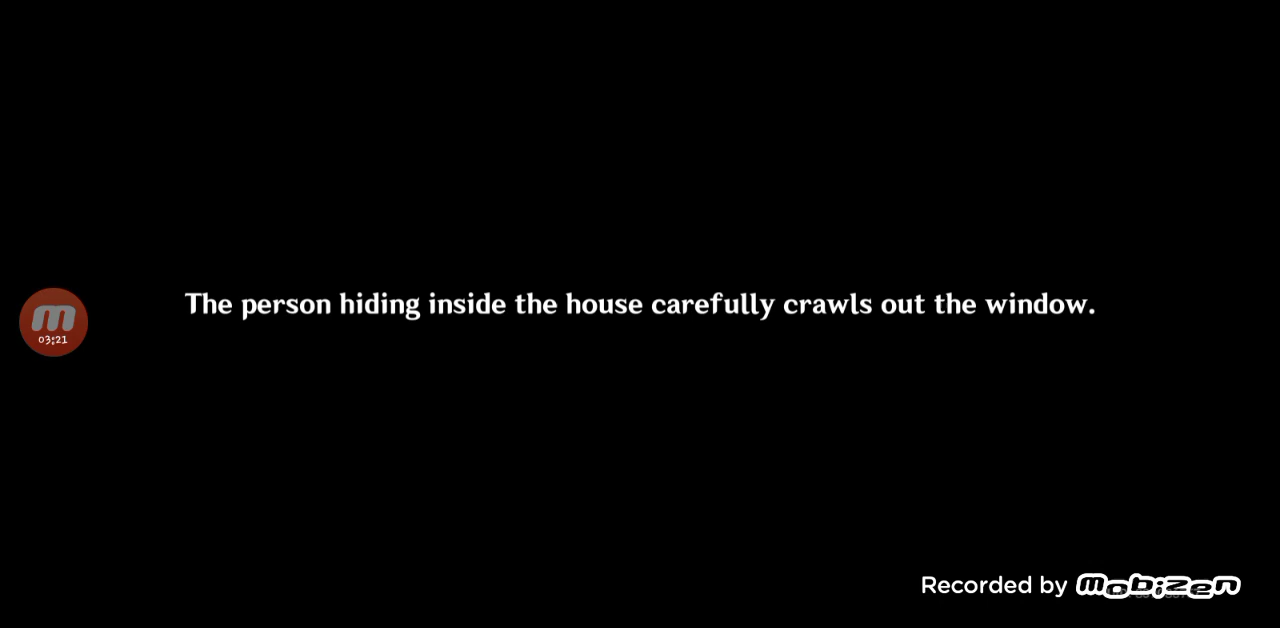 The person hiding inside the house carefully crawls out the window.
m
03:21
Recorded by mobizen